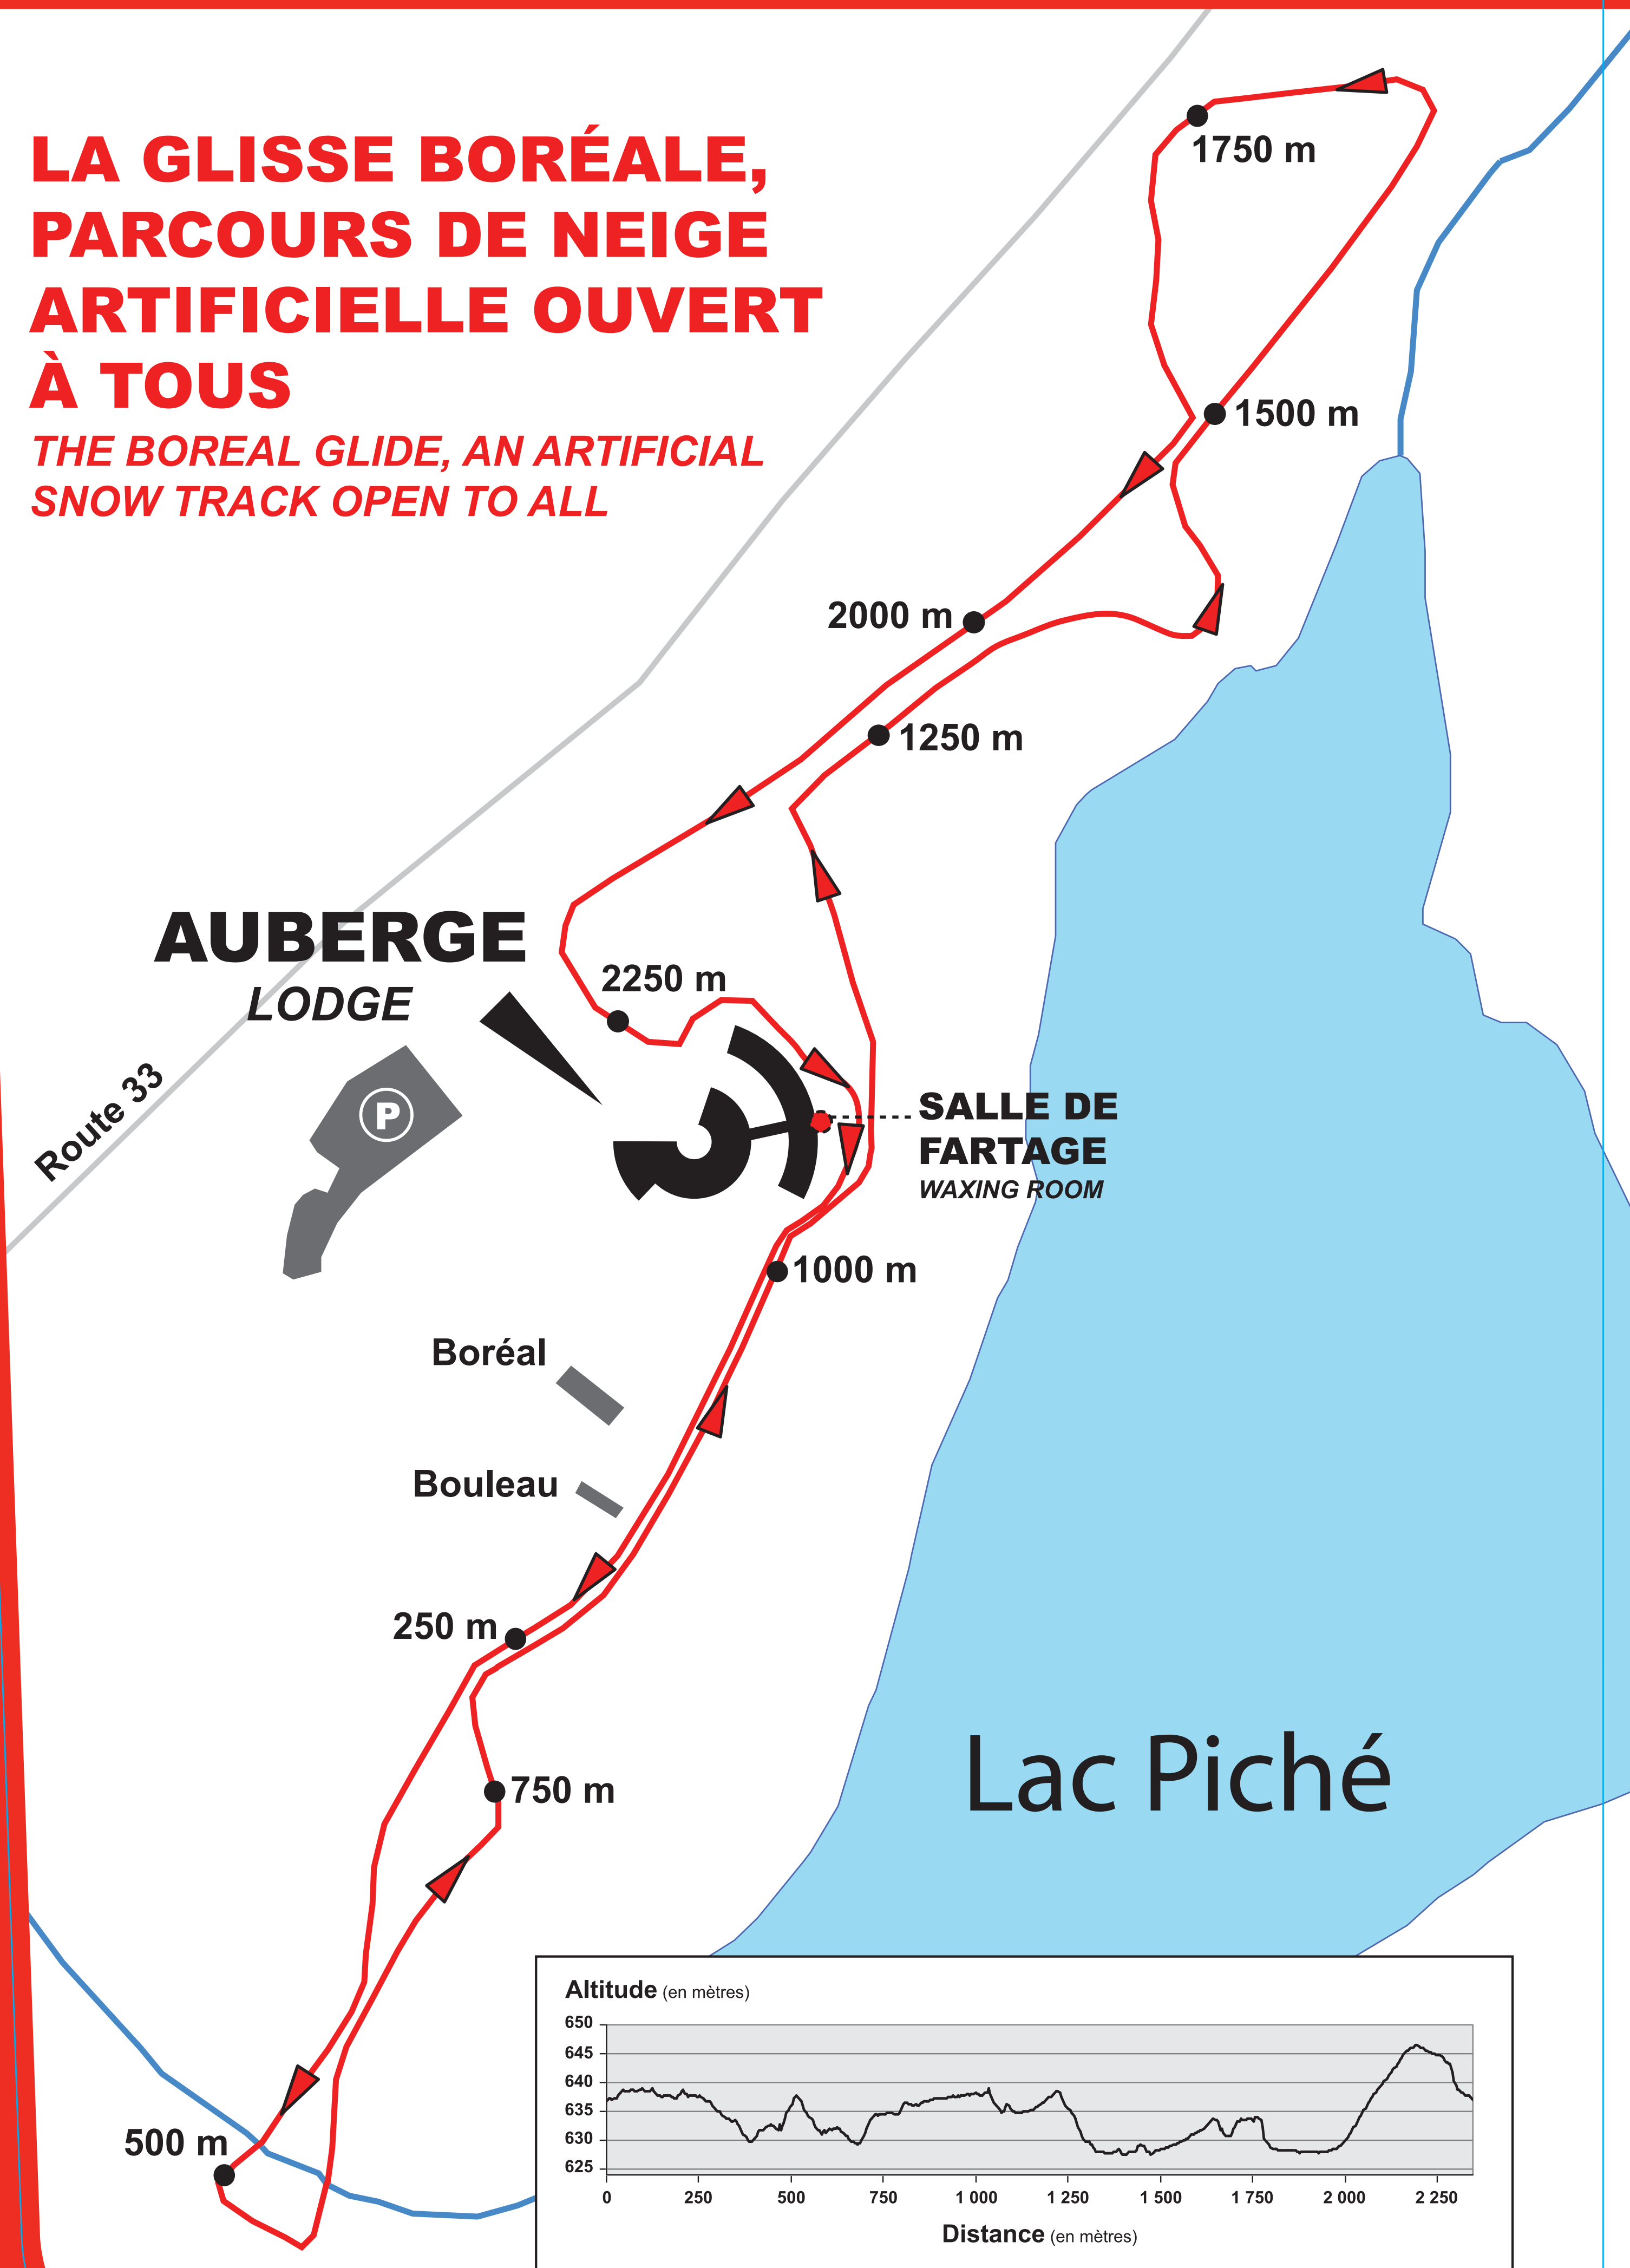 LA GLISSE BORÉALE,
PARCOURS DE NEIGE
ARTIFICIELLE OUVERT
À TOUS
THE BOREAL GLIDE, AN ARTIFICIAL
SNOW TRACK OPEN TO ALL
1750 m
1500 m
2000 m
1250 m
AUBERGE
LODGE
2250 m
Route 33
P
SALLE DE
FARTAGE
WAXING ROOM
1000 m
Boréal
Bouleau
250 m
750 m
Lac Piché
500 m
Altitude (en mètres)
650
645
640
635
630
625
0 250 500 750 1 000 1 250 1 500 1 750 2 000 2 250
Distance (en mètres)